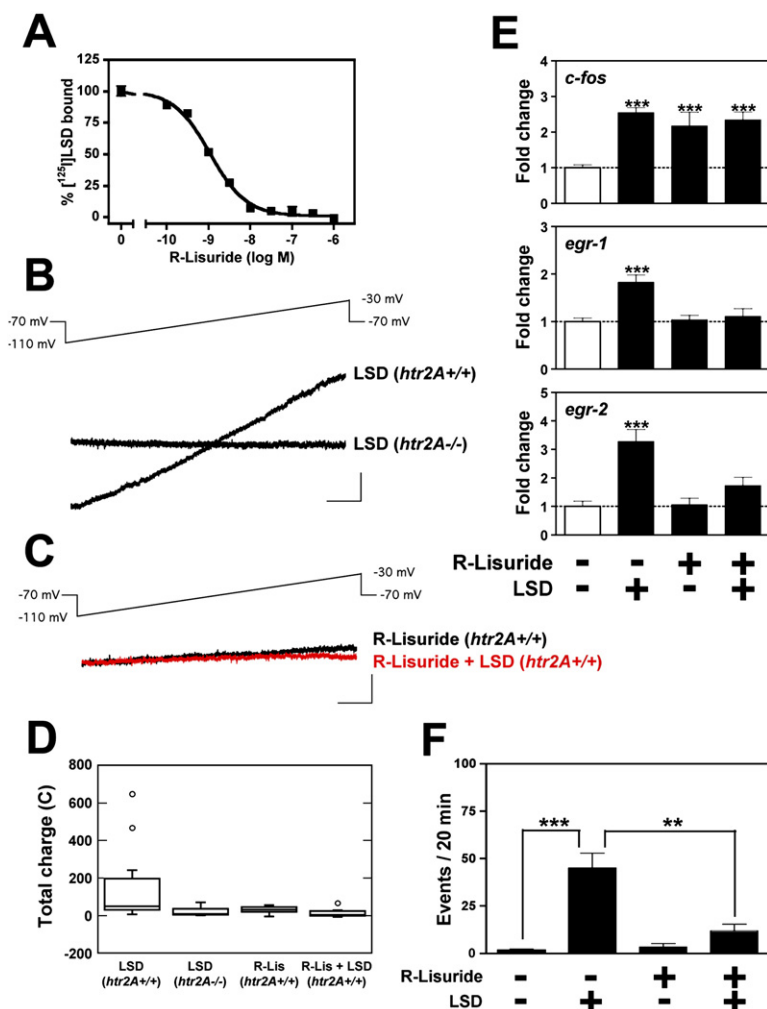 A
125
100
75
50
25
0
% [¹²⁵I]LSD bound
0 -10 -9 -8 -7 -6
R-Lisuride (log M)
B
-70 mV
-110 mV
-30 mV
-70 mV
LSD (htr2A+/+)
LSD (htr2A-/-)
C
-70 mV
-110 mV
-30 mV
-70 mV
R-Lisuride (htr2A+/+)
R-Lisuride + LSD (htr2A+/+)
D
800
600
400
200
0
-200
Total charge (C)
LSD (htr2A+/+)
LSD (htr2A-/-)
R-Lis (htr2A+/+)
R-Lis + LSD (htr2A+/+)
E
c-fos
4
3
2
1
0
Fold change
*** *** ***
egr-1
4
3
2
1
0
Fold change
***
egr-2
5
4
3
2
1
0
Fold change
***
R-Lisuride - - + +
LSD - + - +
F
100
75
50
25
0
Events / 20 min
*** **
R-Lisuride - - + +
LSD - + - +